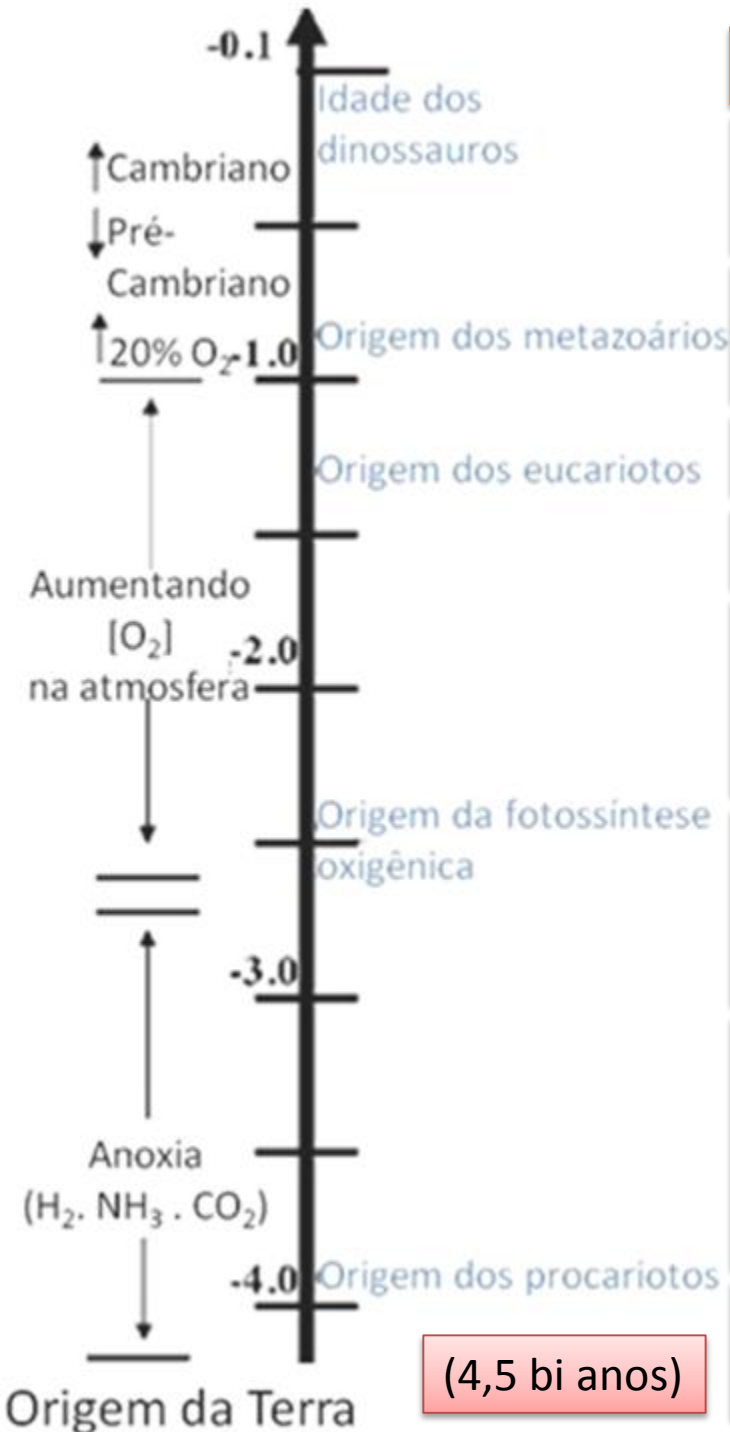 -0.1
Idade dos
dinossauros
Cambriano
Pré-
Cambriano
20% O₂
-1.0
Origem dos metazoários
Origem dos eucariotos
Aumentando
[O₂]
na atmosfera
-2.0
Origem da fotossíntese
oxigênica
-3.0
Anoxia
(H₂. NH₃ . CO₂)
-4.0
Origem dos procariotos
(4,5 bi anos)
Origem da Terra